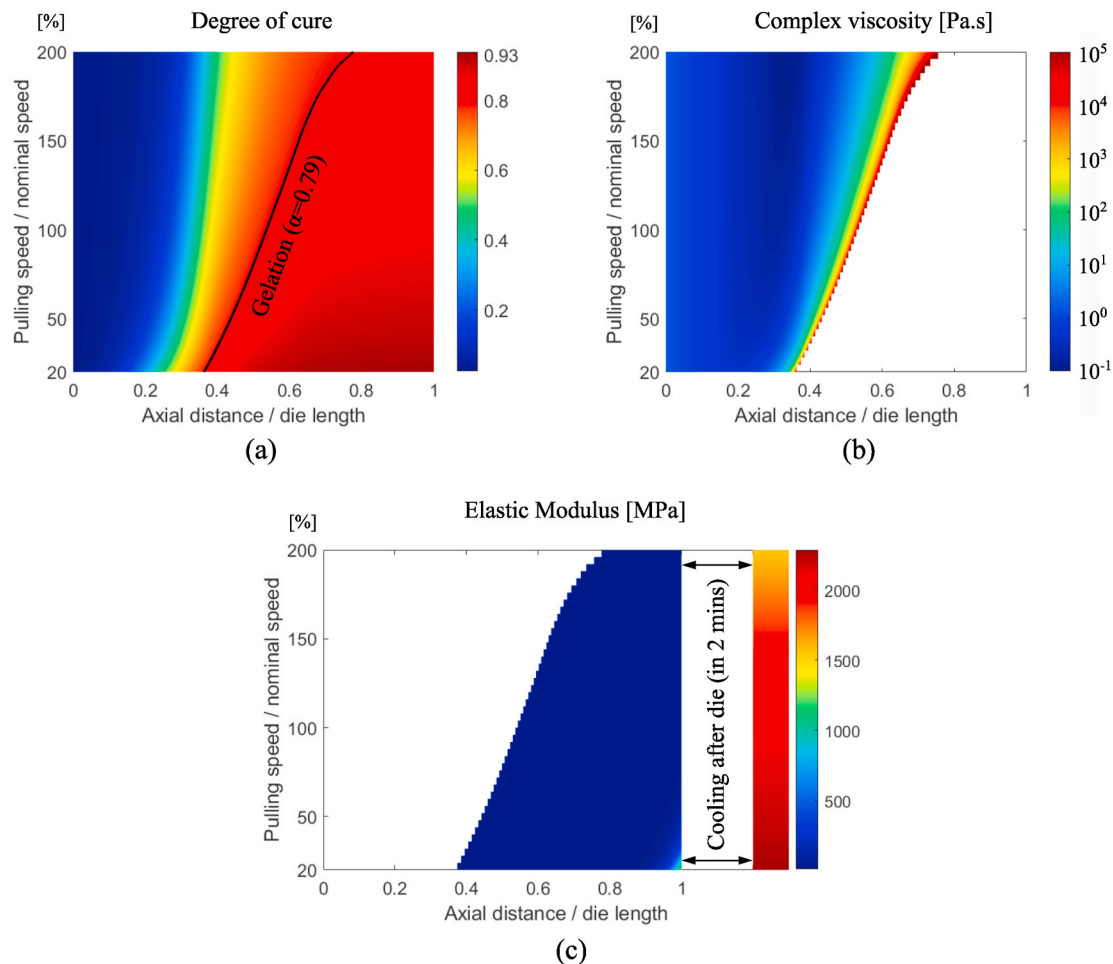 [%]
Degree of cure
200
150
100
50
20
Pulling speed / nominal speed
Gelation (α=0.79)
0 0.2 0.4 0.6 0.8 1
Axial distance / die length
0.93
0.8
0.6
0.4
0.2
(a)
[%]
Complex viscosity [Pa.s]
200
150
100
50
20
Pulling speed / nominal speed
0 0.2 0.4 0.6 0.8 1
Axial distance / die length
10⁵
10⁴
10³
10²
10¹
10⁰
10⁻¹
(b)
[%]
Elastic Modulus [MPa]
200
150
100
50
20
Pulling speed / nominal speed
Cooling after die (in 2 mins)
0 0.2 0.4 0.6 0.8 1
Axial distance / die length
2000
1500
1000
500
(c)